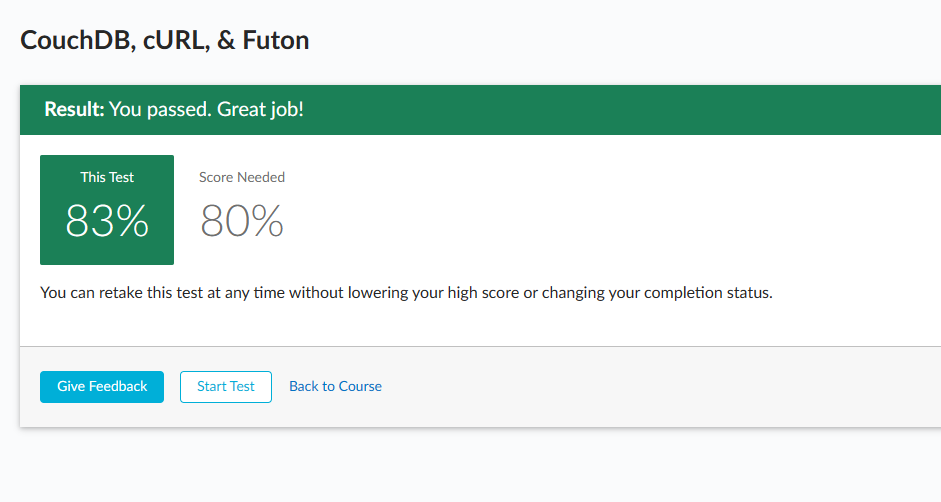 CouchDB, cURL, & Futon
Result: You passed. Great job!
This Test
Score Needed
83%
80%
You can retake this test at any time without lowering your high score or changing your completion status.
Give Feedback
Start Test
Back to Course